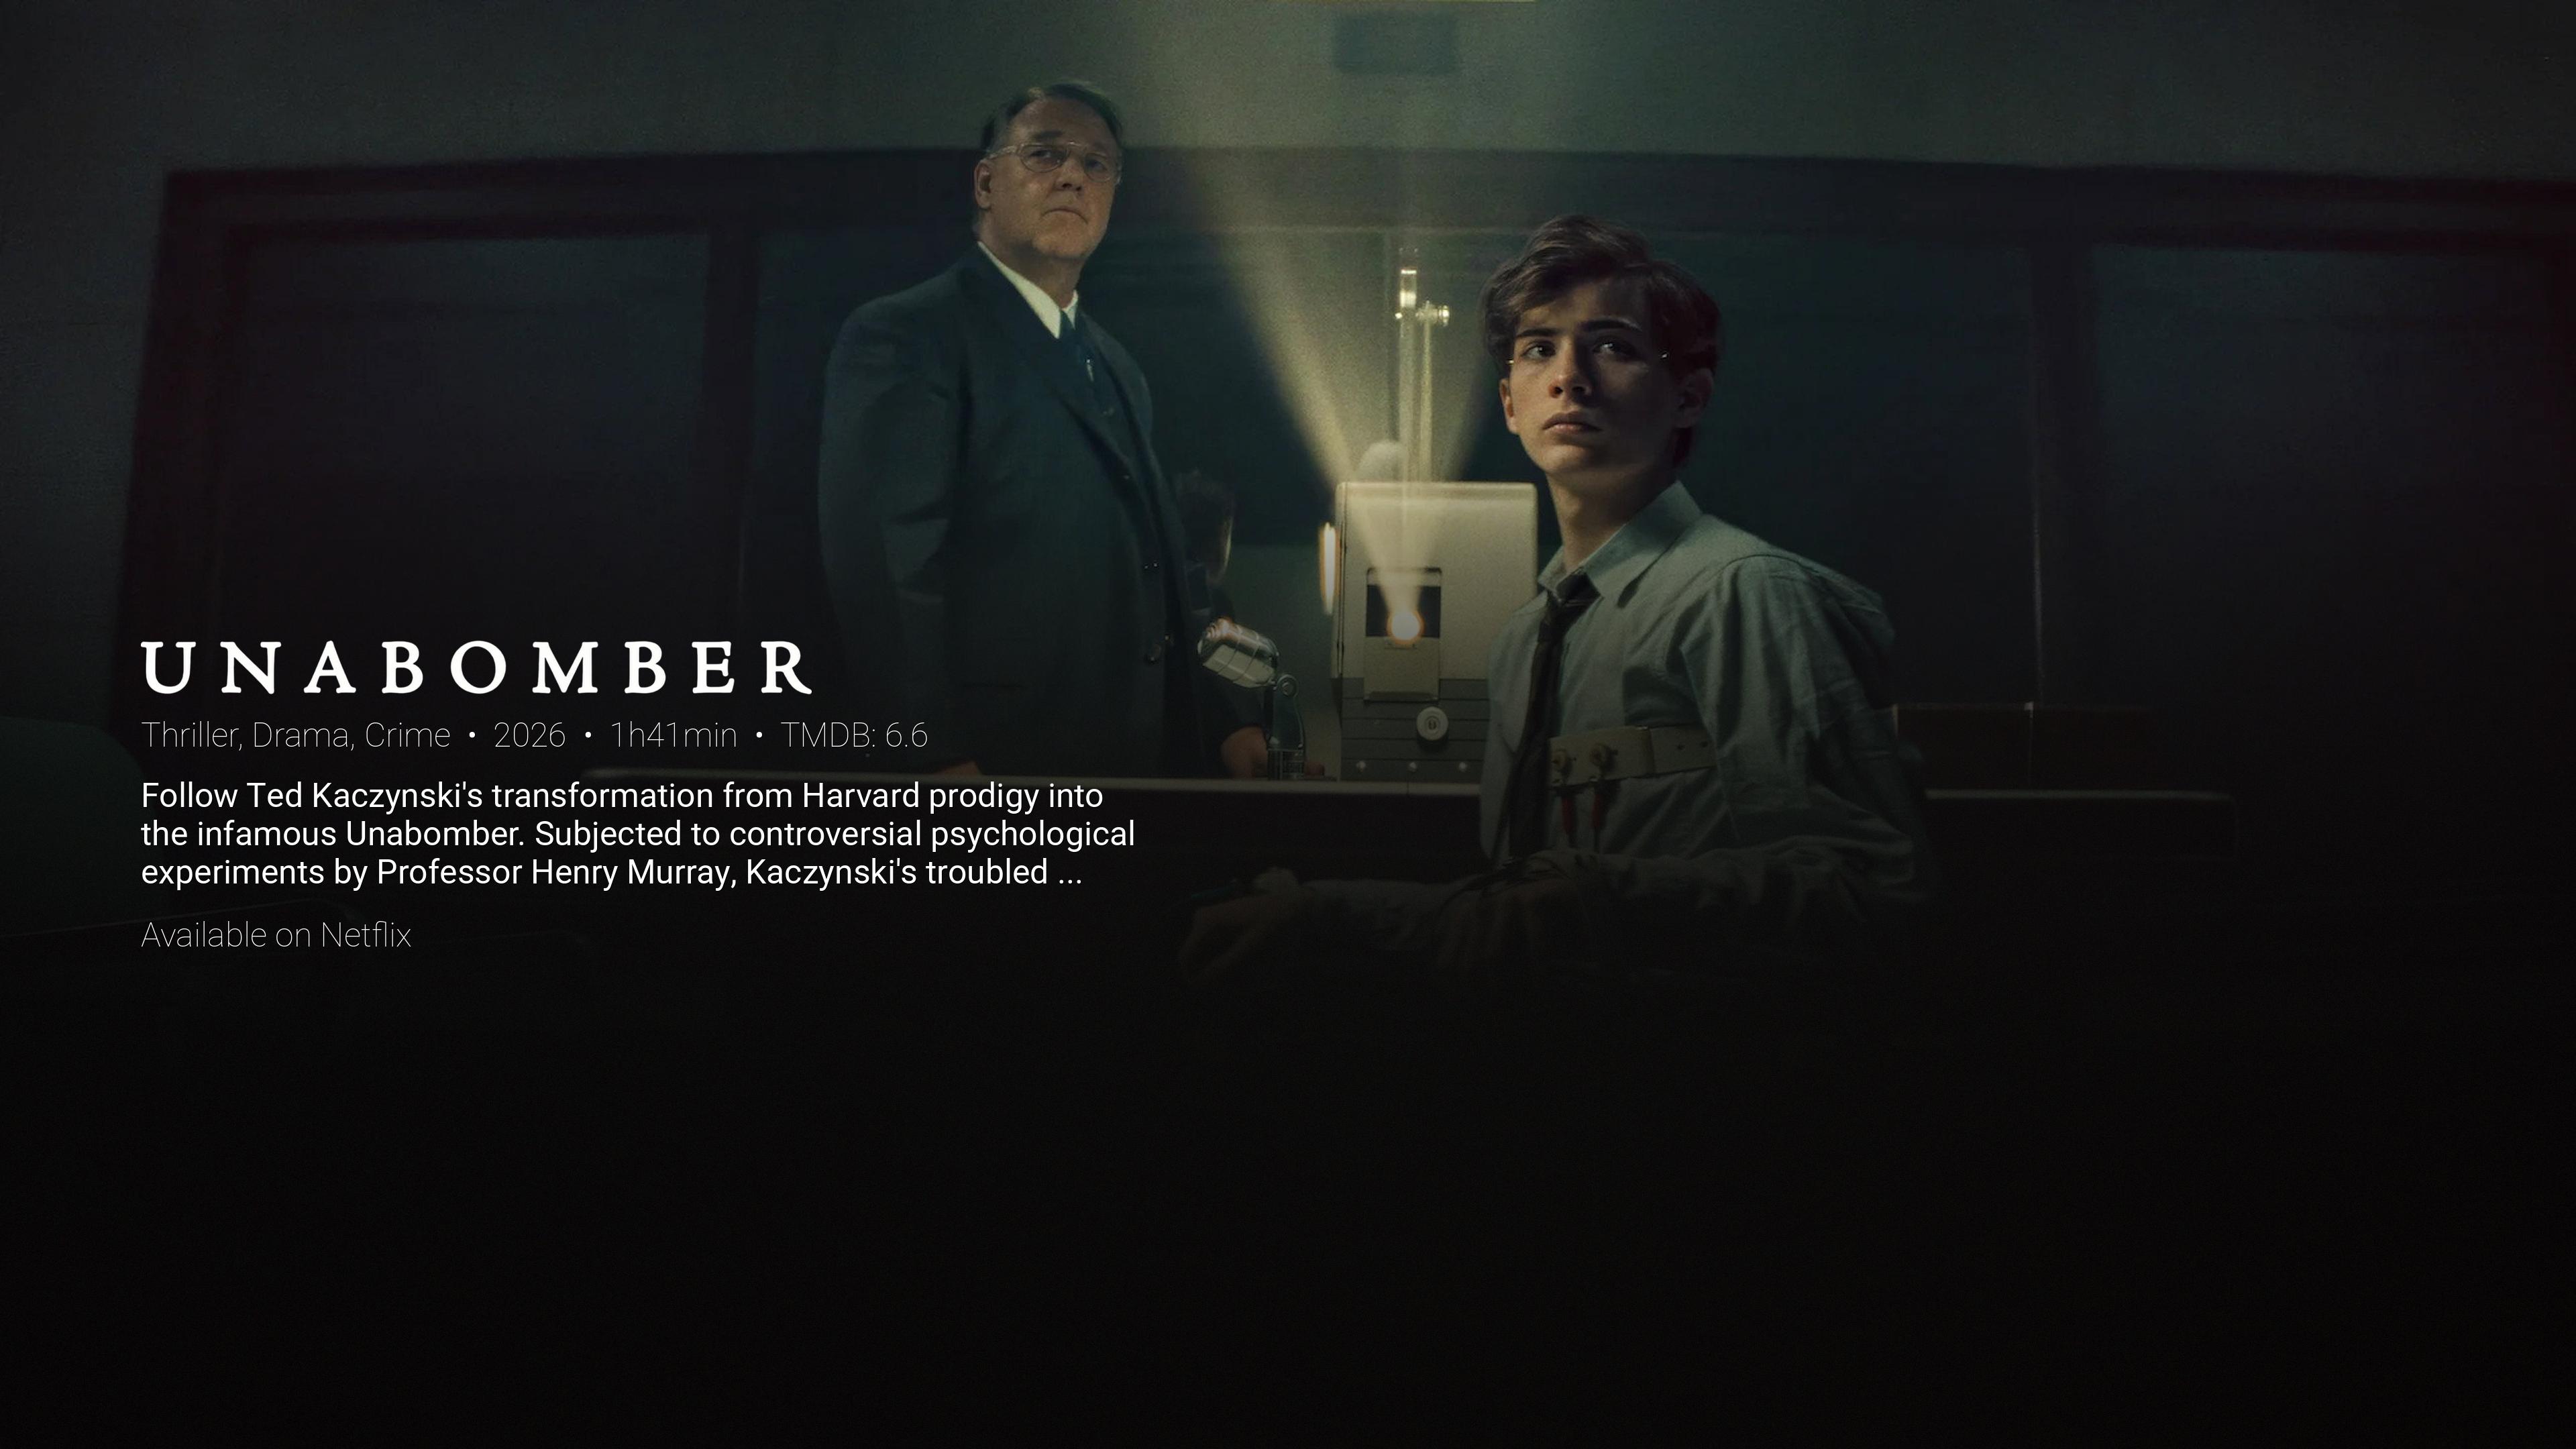 UNABOMBER
Thriller, Drama, Crime • 2026 • 1h41min • TMDB: 6.6
Follow Ted Kaczynski's transformation from Harvard prodigy into
the infamous Unabomber. Subjected to controversial psychological
experiments by Professor Henry Murray, Kaczynski's troubled ...
Available on Netflix